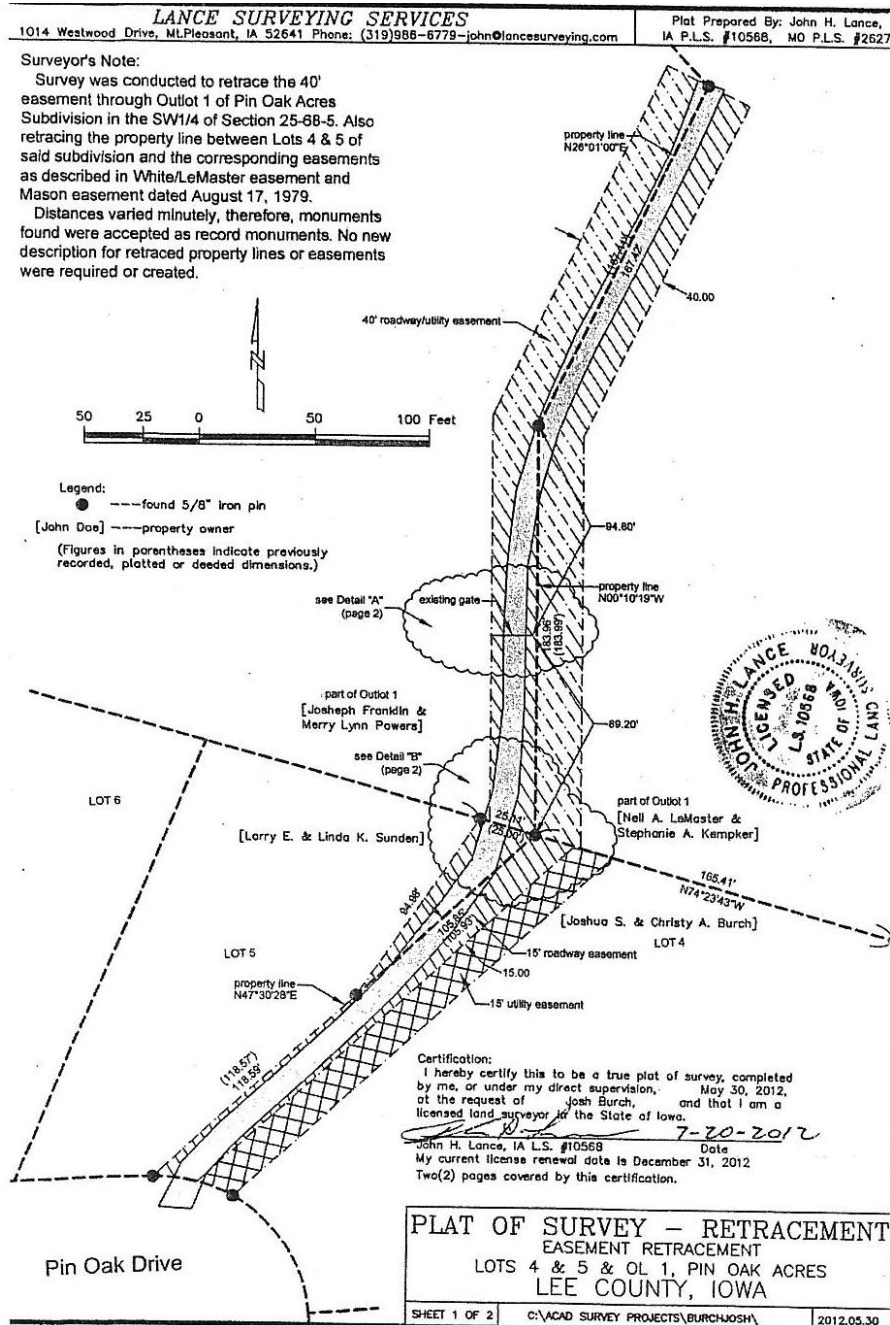 LANCE SURVEYING SERVICES
1014 Westwood Drive, Mt.Pleasant, IA 52641 Phone: (319)986-6779-john@lancesurveying.com
Plat Prepared By: John H. Lance,
IA P.L.S. #10568, MO P.L.S. #2627
Surveyor's Note:
Survey was conducted to retrace the 40'
easement through Outlot 1 of Pin Oak Acres
Subdivision in the SW1/4 of Section 25-68-5. Also
retracing the property line between Lots 4 & 5 of
said subdivision and the corresponding easements
as described in White/LeMaster easement and
Mason easement dated August 17, 1979.
Distances varied minutely, therefore, monuments
found were accepted as record monuments. No new
description for retraced property lines or easements
were required or created.
property line
N26°01'00"E
167.42'
40.00
40' roadway/utility easement
N
50 25 0 50 100 Feet
Legend:
----found 5/8" iron pin
[John Doe] ----property owner
(Figures in parentheses indicate previously
recorded, platted or deeded dimensions.)
94.80'
see Detail "A"
(page 2)
existing gate
property line
N00°10'19"W
183.96'
(183.99')
part of Outlot 1
[Josheph Franklin &
Merry Lynn Powers]
89.20'
JOHN H. LANCE
LICENSED
L.S. 10568
STATE OF IOWA
PROFESSIONAL LAND SURVEYOR
see Detail "B"
(page 2)
LOT 6
[Larry E. & Linda K. Sunden]
25.11'
(25.00')
part of Outlot 1
[Neil A. LeMaster &
Stephanie A. Kempker]
165.41'
N74°23'43"W
94.98'
105.85'
(105.93')
[Joshua S. & Christy A. Burch]
LOT 4
LOT 5
15' roadway easement
15.00
property line
N47°30'28"E
15' utility easement
(118.57')
118.59'
Certification:
I hereby certify this to be a true plat of survey, completed
by me, or under my direct supervision, May 30, 2012,
at the request of Josh Burch, and that I am a
licensed land surveyor in the State of Iowa.
7-20-2012
John H. Lance, IA L.S. #10568 Date
My current license renewal date is December 31, 2012
Two(2) pages covered by this certification.
Pin Oak Drive
PLAT OF SURVEY - RETRACEMENT
EASEMENT RETRACEMENT
LOTS 4 & 5 & OL 1, PIN OAK ACRES
LEE COUNTY, IOWA
SHEET 1 OF 2
C:\ACAD SURVEY PROJECTS\BURCHJOSH\
2012.05.30